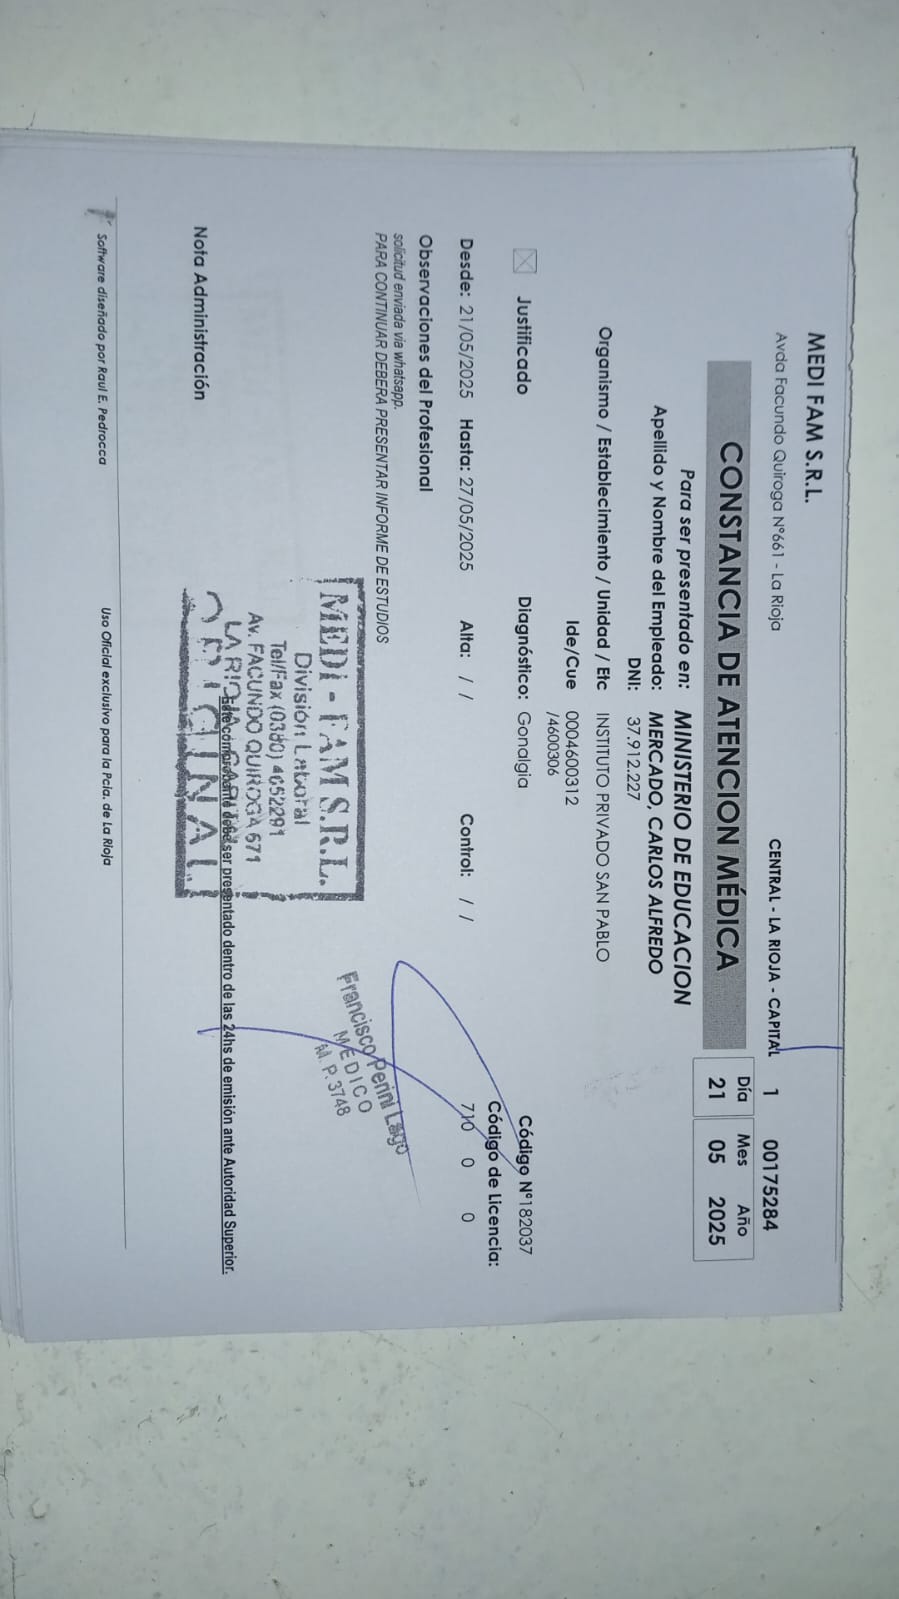 MEDI FAM S.R.L.
Avda Facundo Quiroga N°661 - La Rioja
CENTRAL - LA RIOJA - CAPITAL 1 00175284
CONSTANCIA DE ATENCION MÉDICA
Día Mes Año
21 05 2025
Para ser presentado en: MINISTERIO DE EDUCACION
Apellido y Nombre del Empleado: MERCADO, CARLOS ALFREDO
DNI: 37.912.227
Organismo / Establecimiento / Unidad / Etc INSTITUTO PRIVADO SAN PABLO
Ide/Cue 0004600312
/4600306
Justificado Diagnóstico: Gonalgia Código N°182037
Código de Licencia:
Desde: 21/05/2025 Hasta: 27/05/2025 Alta: / / Control: / / 710 0 0
Observaciones del Profesional
solicitud enviada via whatsapp.
PARA CONTINUAR DEBERA PRESENTAR INFORME DE ESTUDIOS
MEDI - FAM S.R.L.
División Laboral
Tel/Fax (0380) 4652291
Av. FACUNDO QUIROGA 671
LA RIOJA
ORIGINAL
Francisco Perini Lago
MEDICO
M. P. 3748
Nota Administración
Este comprobante debe ser presentado dentro de las 24hs de emisión ante Autoridad Superior.
Software diseñado por Raul E. Pedrocca Uso Oficial exclusivo para la Pcia. de La Rioja